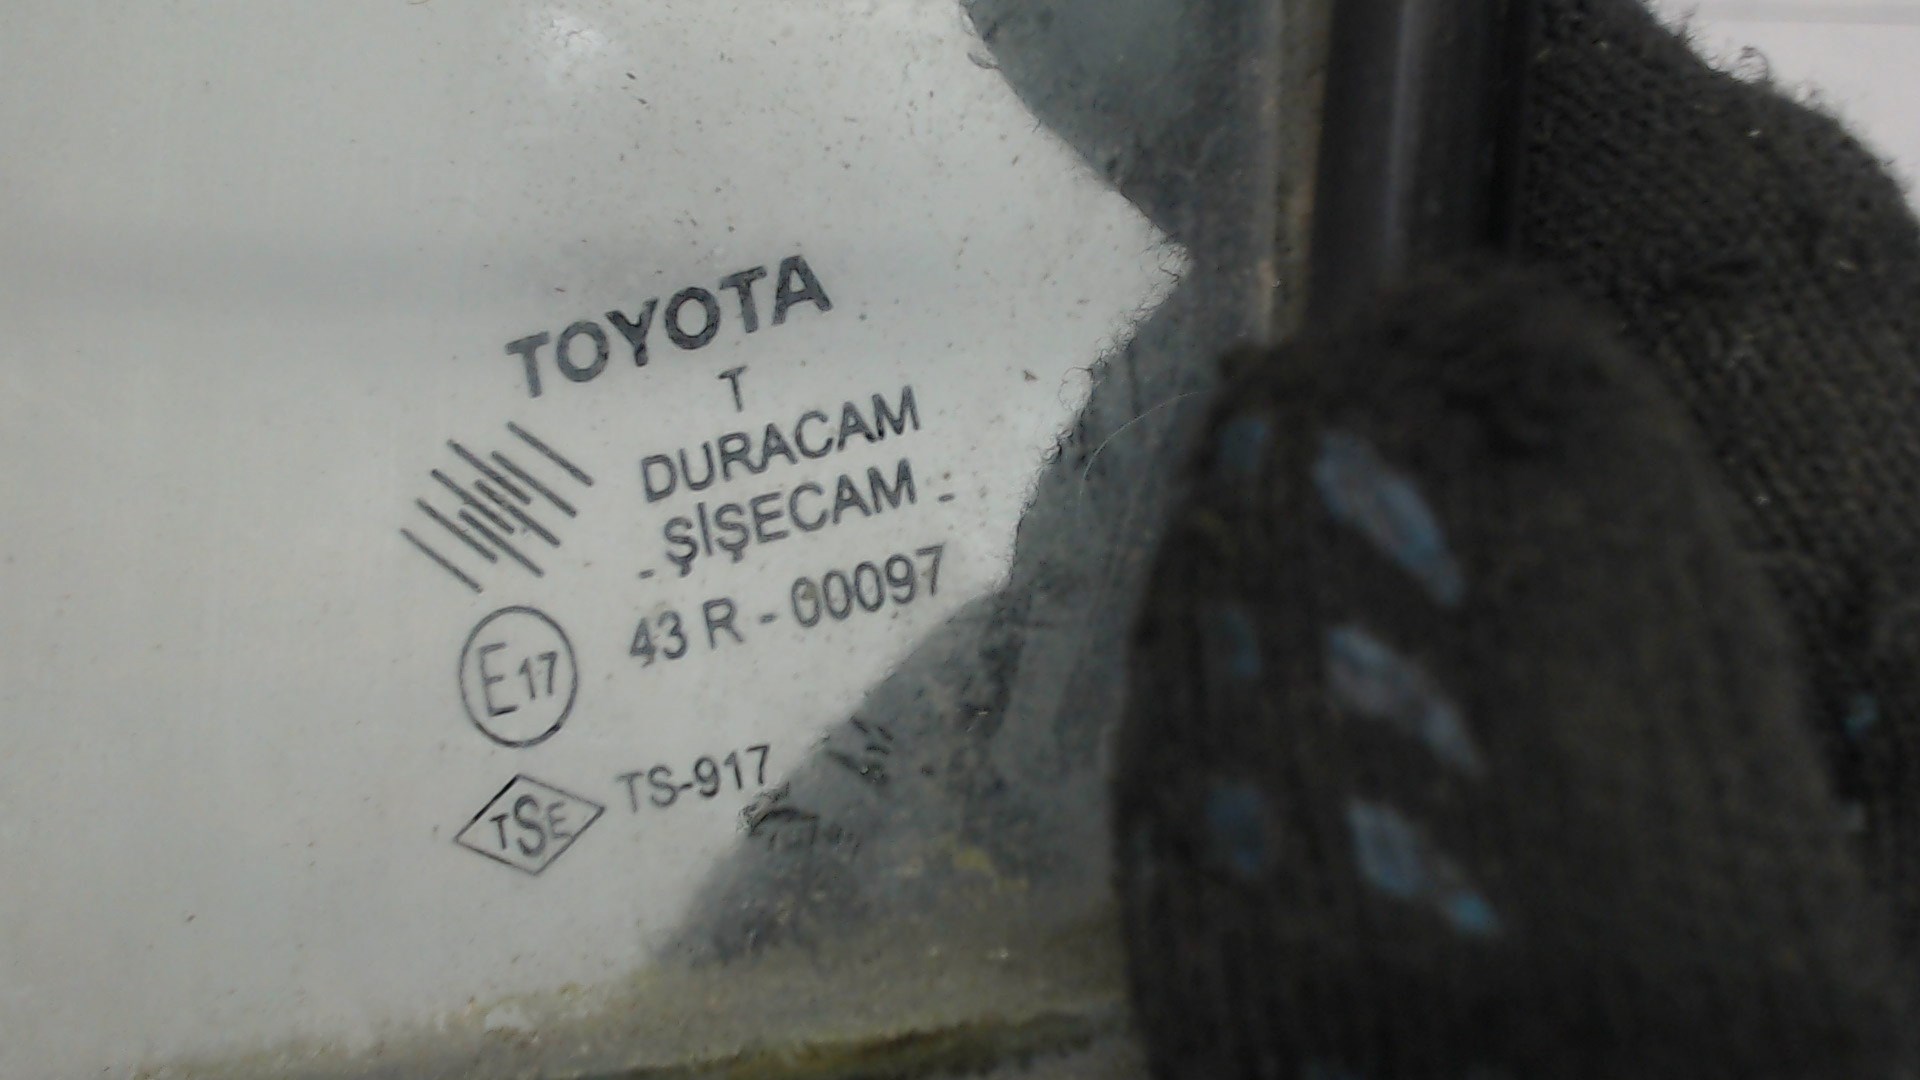 TOYOTA
T
DURACAM
- ŞİŞECAM -
E17 43 R - 00097
TSE TS-917